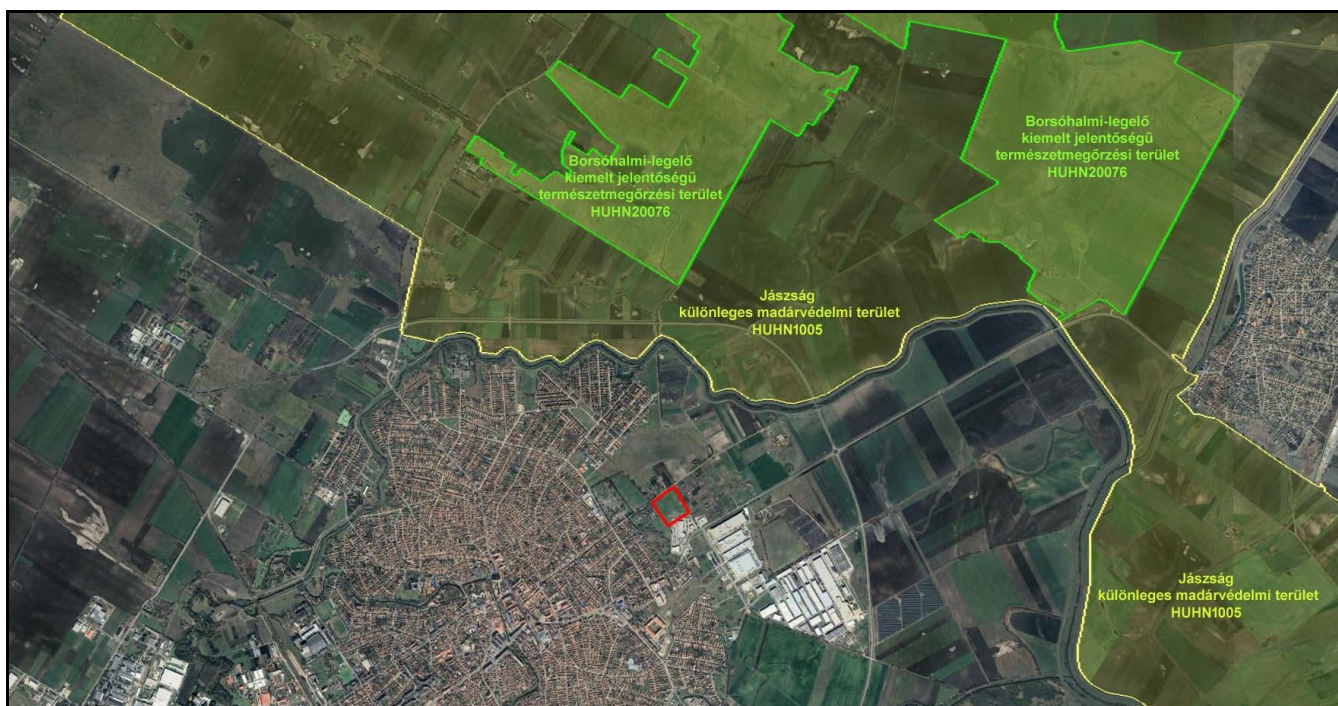 Borsóhalmi-legelő
kiemelt jelentőségű
természetmegőrzési terület
HUHN20076
Borsóhalmi-legelő
kiemelt jelentőségű
természetmegőrzési terület
HUHN20076
Jászság
különleges madárvédelmi terület
HUHN1005
Jászság
különleges madárvédelmi terület
HUHN1005